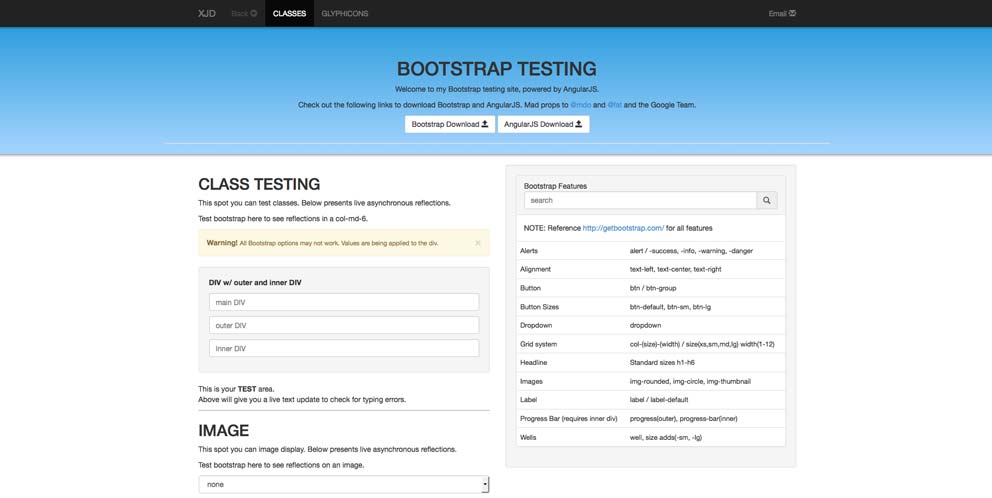 XJD Back CLASSES GLYPHICONS Email
BOOTSTRAP TESTING
Welcome to my Bootstrap testing site, powered by AngularJS.
Check out the following links to download Bootstrap and AngularJS. Mad props to @mdo and @fat and the Google Team.
Bootstrap Download AngularJS Download
CLASS TESTING
This spot you can test classes. Below presents live asynchronous reflections.
Test bootstrap here to see reflections in a col-md-6.
Warning! All Bootstrap options may not work. Values are being applied to the div. ×
DIV w/ outer and inner DIV
main DIV
outer DIV
Inner DIV
This is your TEST area.
Above will give you a live text update to check for typing errors.
IMAGE
This spot you can image display. Below presents live asynchronous reflections.
Test bootstrap here to see reflections on an image.
none
Bootstrap Features
search
NOTE: Reference http://getbootstrap.com/ for all features
Alerts alert / -success, -info, -warning, -danger
Alignment text-left, text-center, text-right
Button btn / btn-group
Button Sizes btn-default, btn-sm, btn-lg
Dropdown dropdown
Grid system col-(size)-(width) / size(xs,sm,md,lg) width(1-12)
Headline Standard sizes h1-h6
Images img-rounded, img-circle, img-thumbnail
Label label / label-default
Progress Bar (requires inner div) progress(outer), progress-bar(inner)
Wells well, size adds(-sm, -lg)